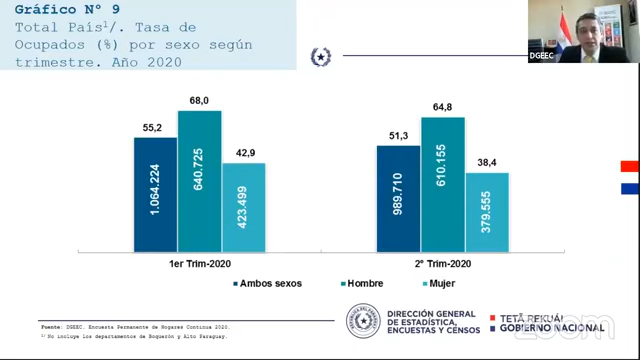 Gráfico Nº 9
Total País¹/. Tasa de
Ocupados (%) por sexo según
trimestre. Año 2020
DGEEC
55,2
68,0
42,9
51,3
64,8
38,4
1.064.224
640.725
423.499
989.710
610.155
379.555
1er Trim-2020
2° Trim-2020
Ambos sexos
Hombre
Mujer
Fuente: DGEEC. Encuesta Permanente de Hogares Continua 2020.
1/ No incluye los departamentos de Boquerón y Alto Paraguay.
DIRECCIÓN GENERAL
DE ESTADÍSTICA,
ENCUESTAS Y CENSOS
TETÃ REKUÁI
GOBIERNO NACIONAL
zoom